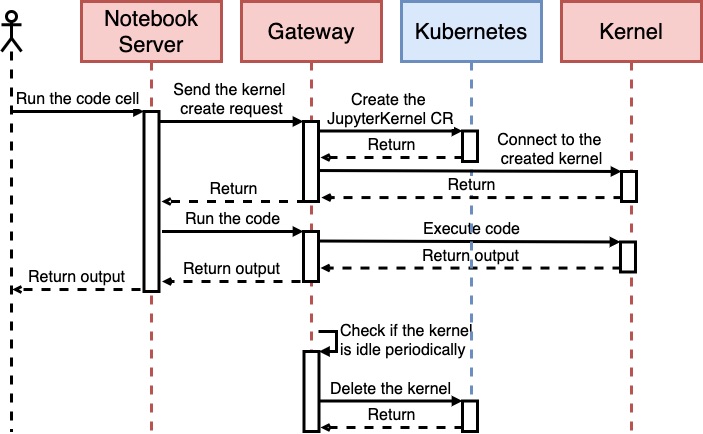 Notebook
Server
Gateway
Kubernetes
Kernel
Run the code cell
Send the kernel
create request
Create the
JupyterKernel CR
Return
Connect to the
created kernel
Return
Return
Run the code
Execute code
Return output
Return output
Return output
Check if the kernel
is idle periodically
Delete the kernel
Return